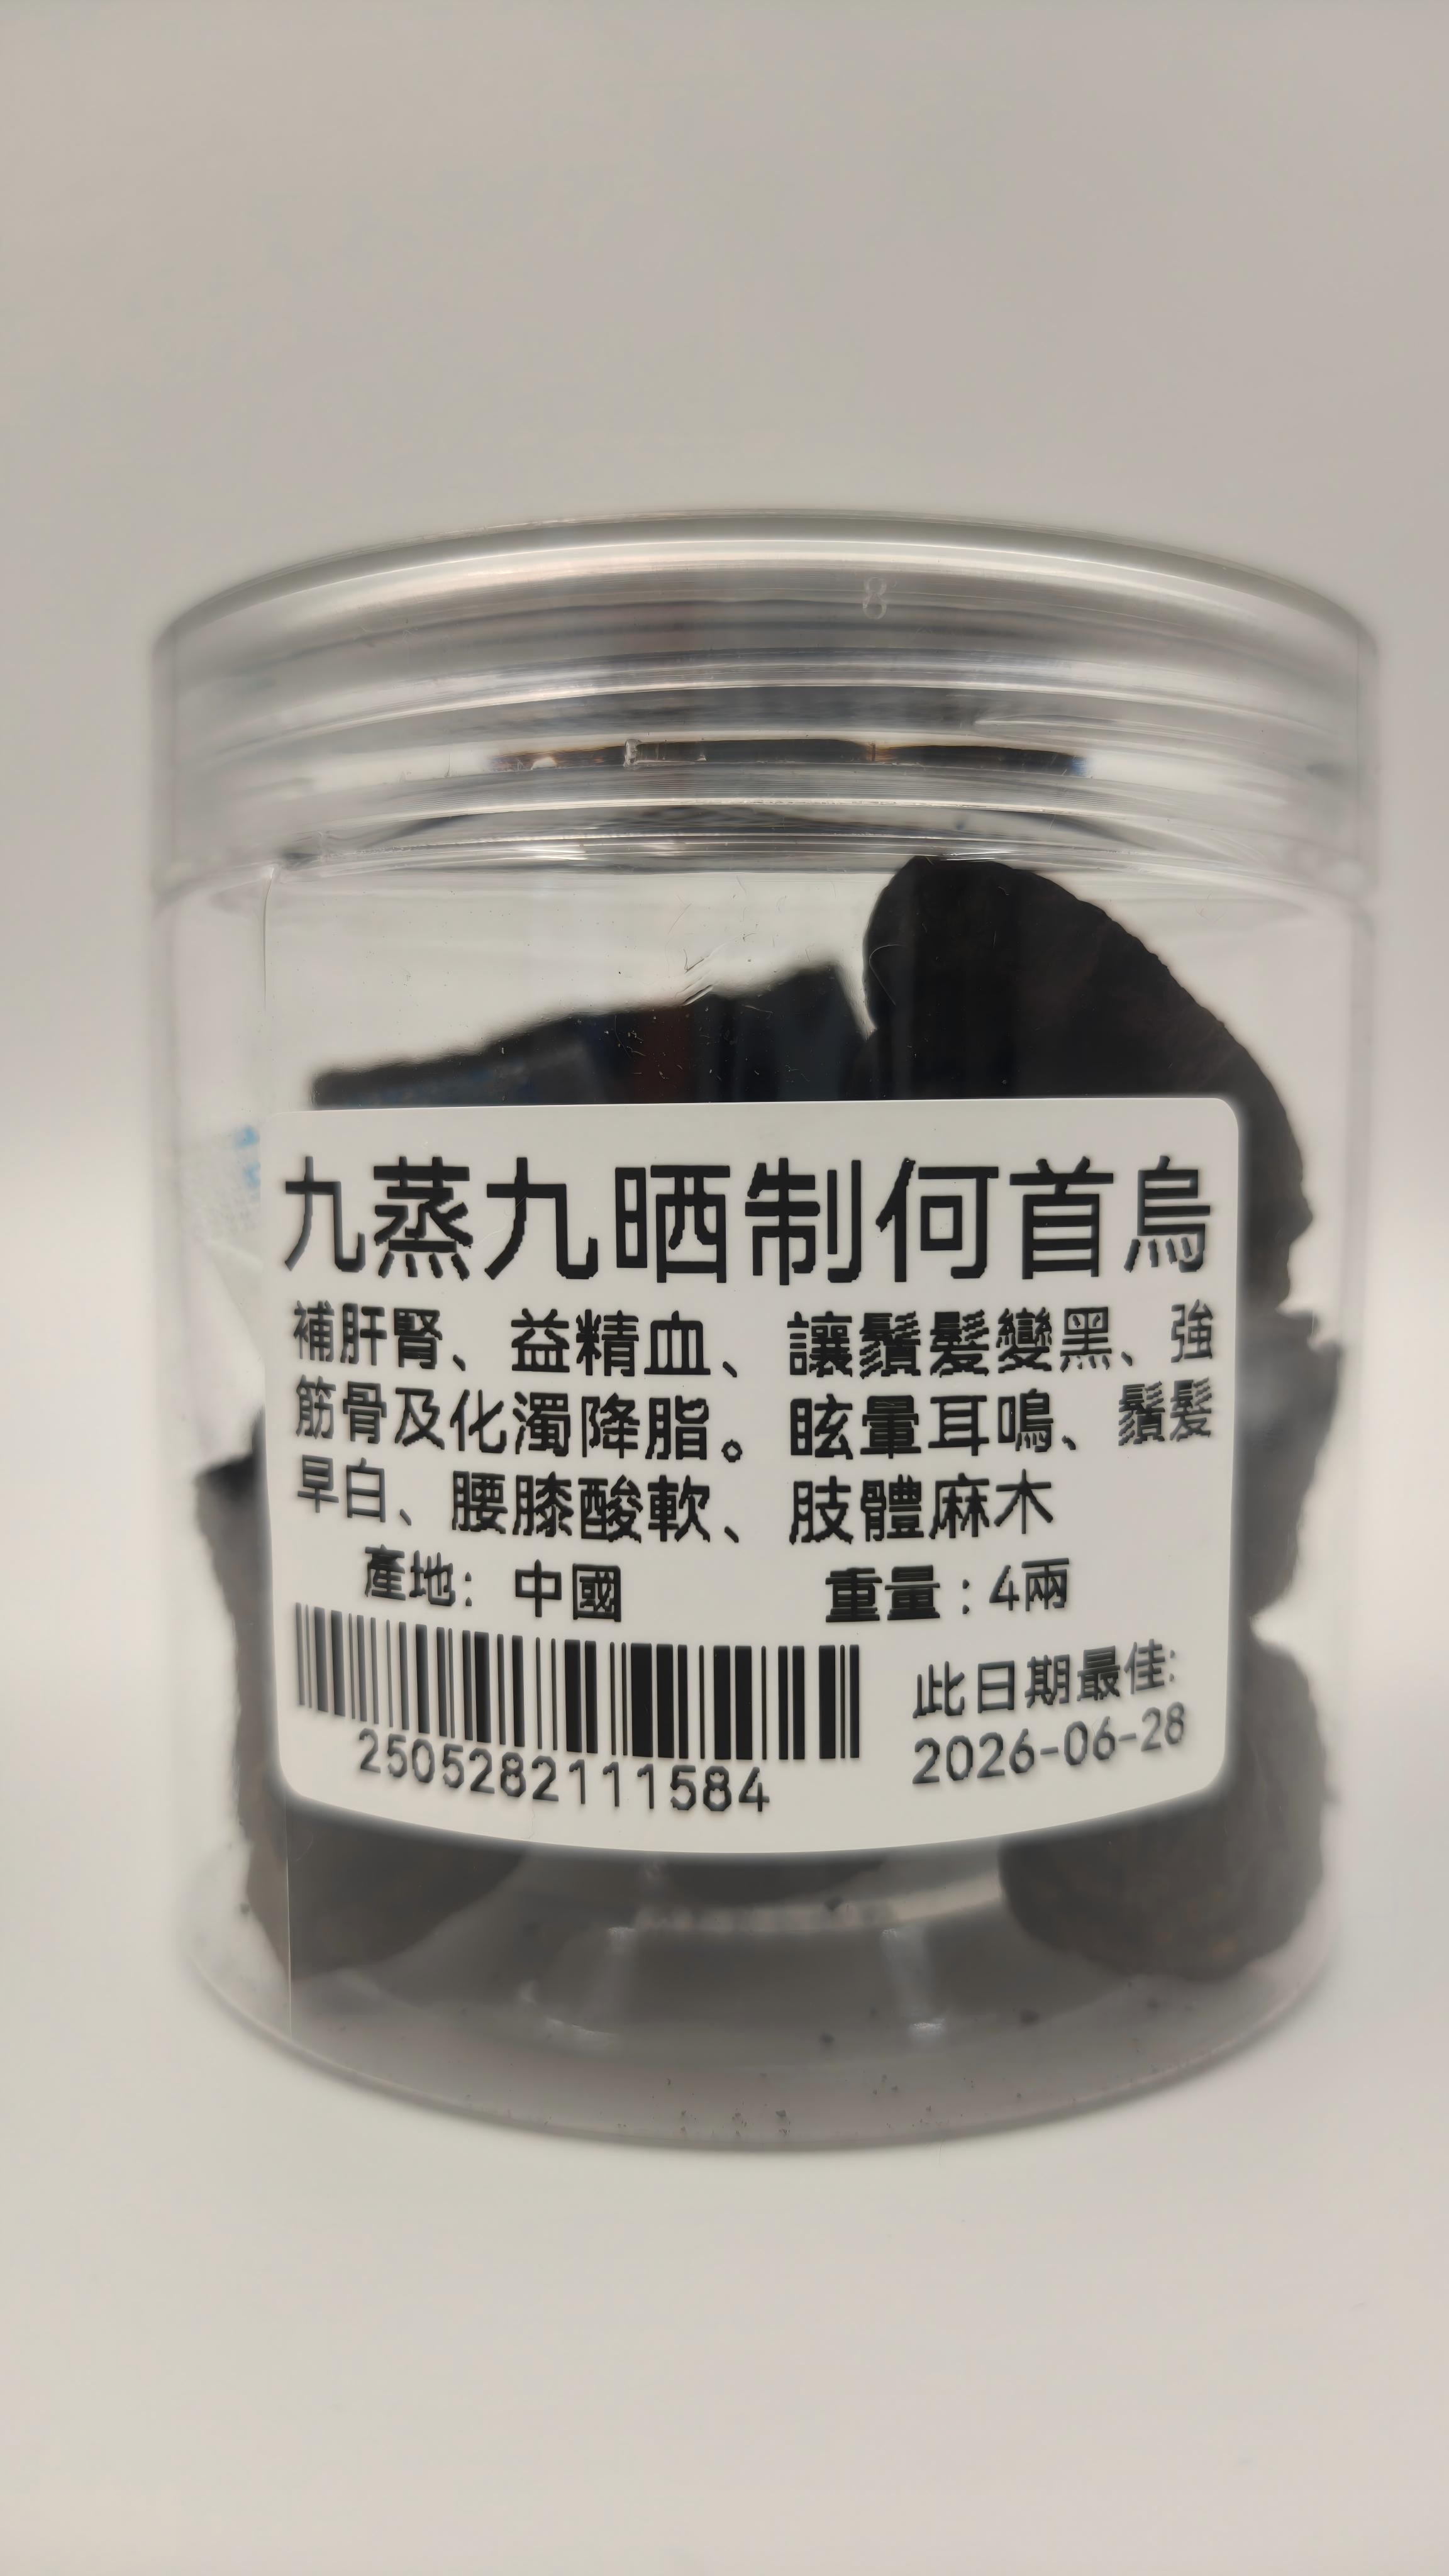 8
九蒸九晒制何首烏
補肝腎、益精血、讓鬚髮變黑、強
筋骨及化濁降脂。眩暈耳鳴、鬚髮
早白、腰膝酸軟、肢體麻木
產地：中國 重量：4兩
此日期最佳:
2026-06-28
2505282111584